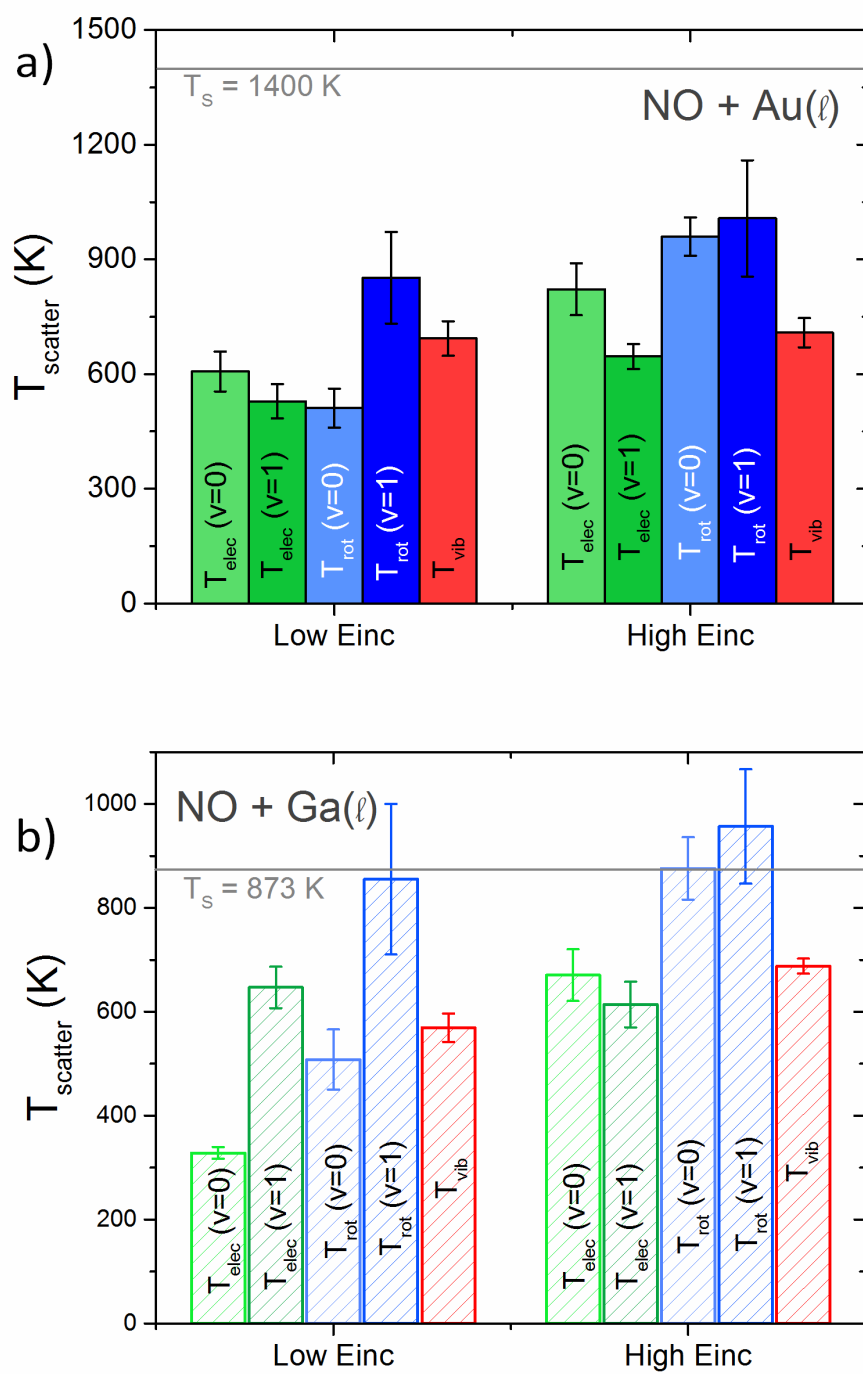 a)
1500
1200
900
600
300
0
T_scatter (K)
T_S = 1400 K
NO + Au(ℓ)
T_elec (v=0)
T_elec (v=1)
T_rot (v=0)
T_rot (v=1)
T_vib
T_elec (v=0)
T_elec (v=1)
T_rot (v=0)
T_rot (v=1)
T_vib
Low Einc
High Einc
b)
1000
800
600
400
200
0
T_scatter (K)
NO + Ga(ℓ)
T_S = 873 K
T_elec (v=0)
T_elec (v=1)
T_rot (v=0)
T_rot (v=1)
T_vib
T_elec (v=0)
T_elec (v=1)
T_rot (v=0)
T_rot (v=1)
T_vib
Low Einc
High Einc